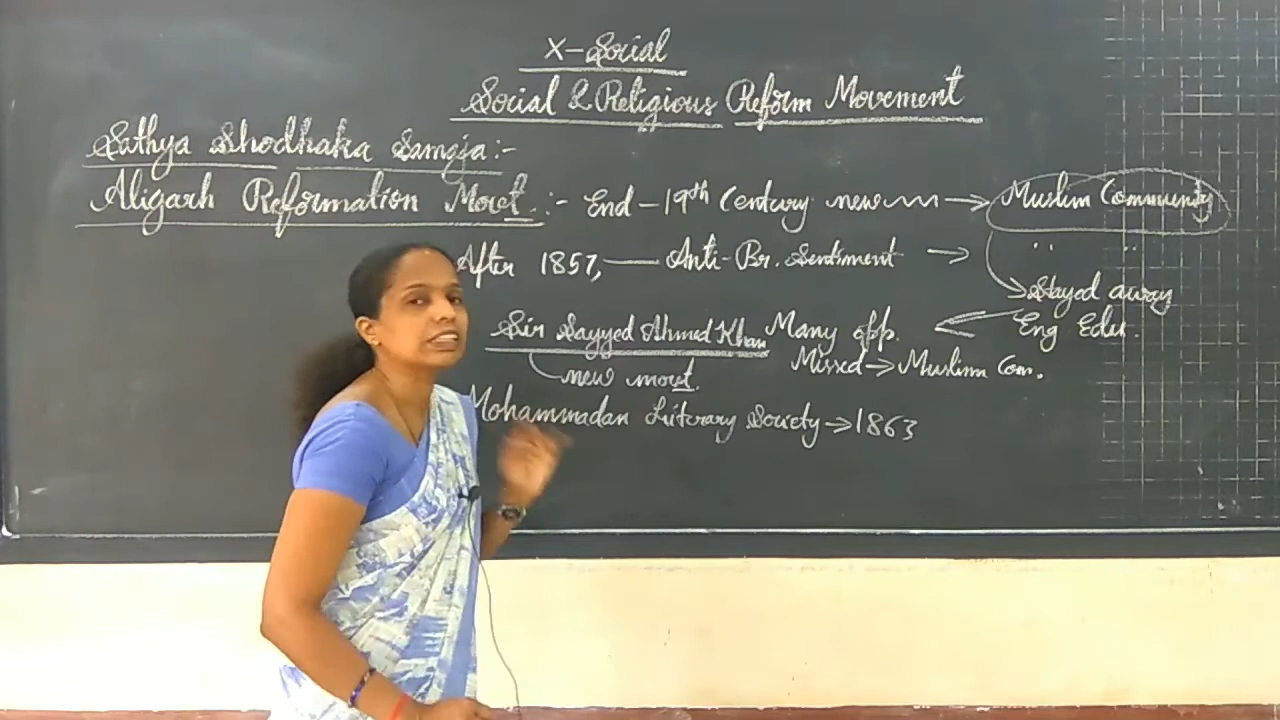 X-Social
Social & Religious Reform Movement
Sathya Shodhaka Samaja:-
Aligarh Reformation Movet:- End - 19th Century new → Muslim Community
After 1857, — Anti-Br. Sentiment → " "
Stayed away
Eng Edu.
Sir Sayyed Ahmed Khan Many opp.
Missed → Muslim Com.
new movt.
Mohammadan Literary Society → 1863